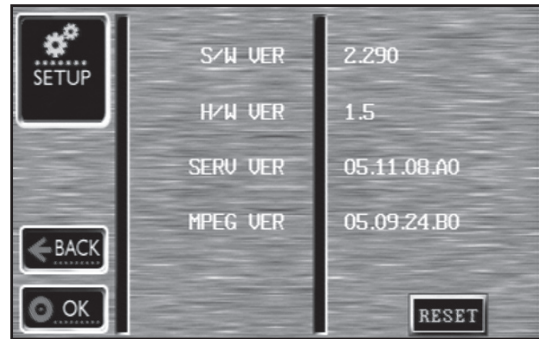 SETUP
S/W VER 2.290
H/W VER 1.5
SERV VER 05.11.08.A0
MPEG VER 05.09.24.B0
BACK
OK
RESET